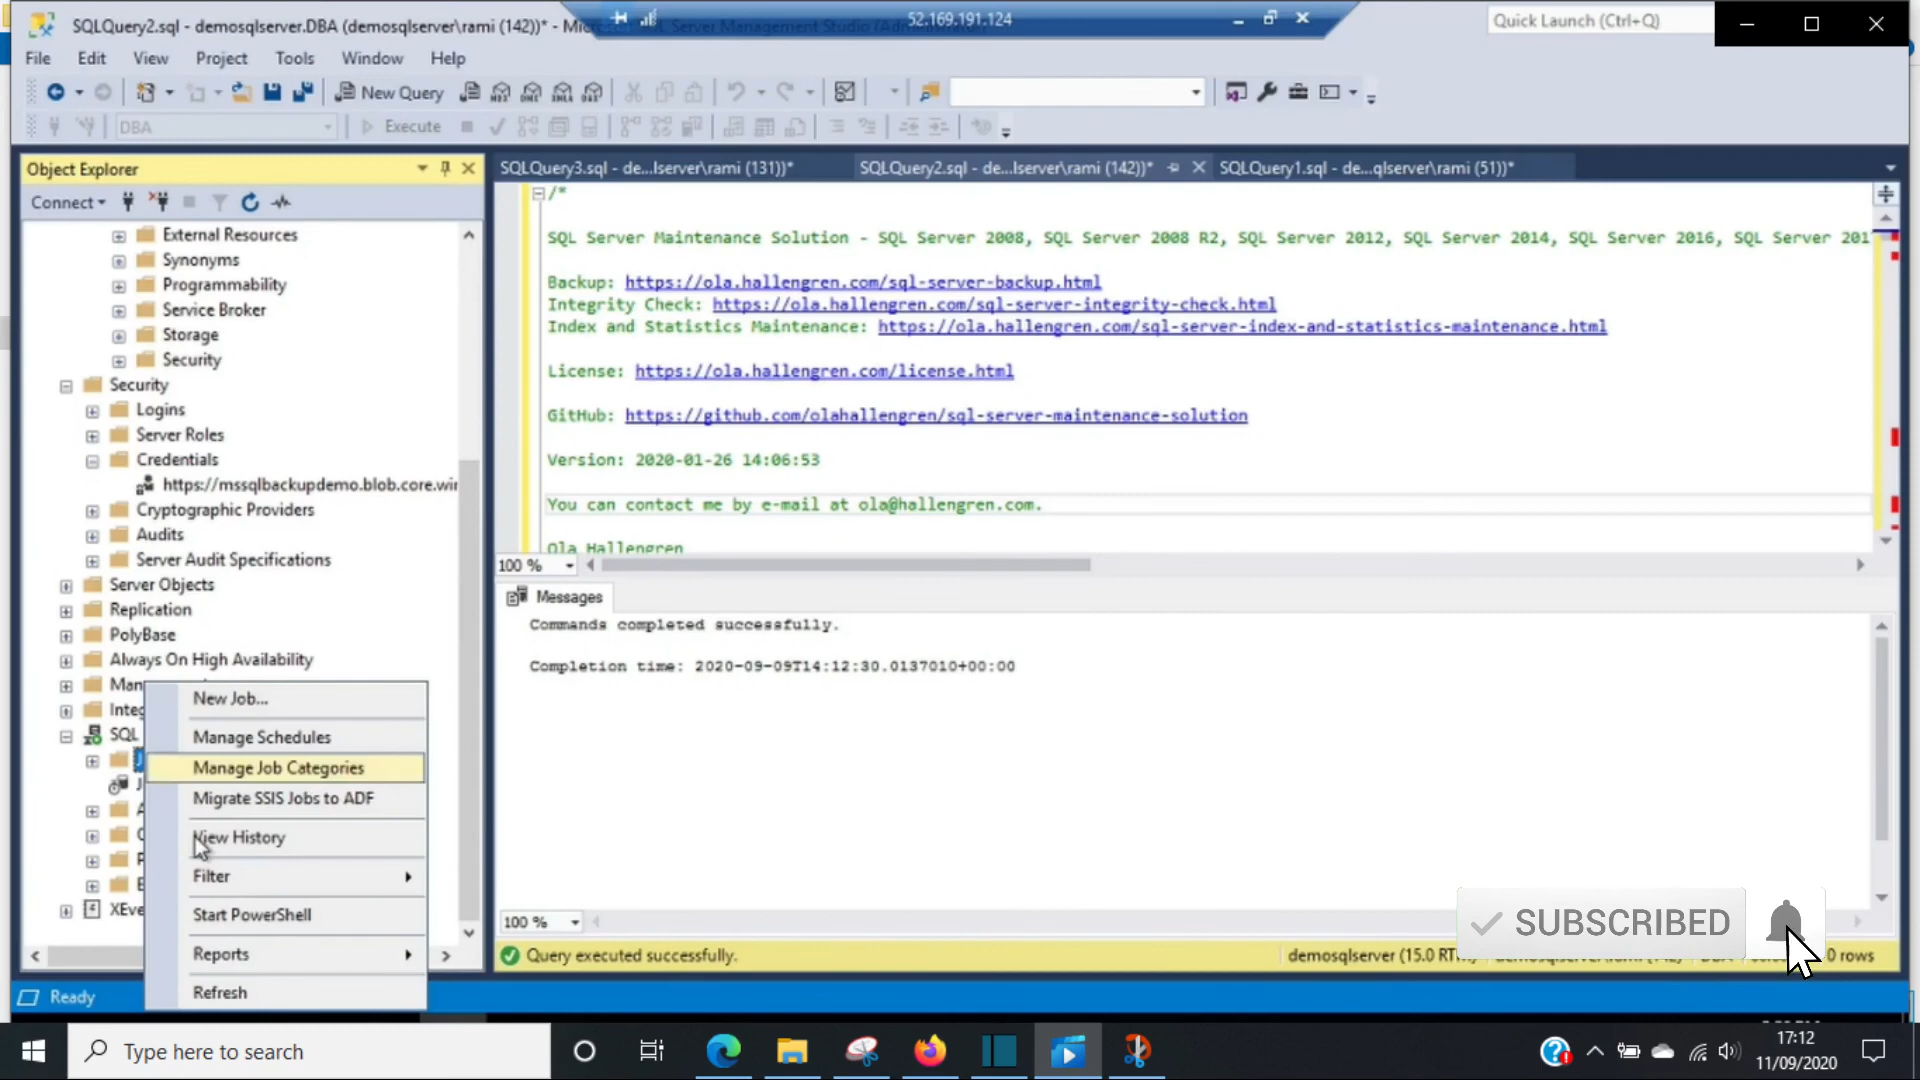 SQLQuery2.sql - demosqlserver.DBA (demosqlserver\rami (142))* - Microsoft SQL Server Management Studio (Administrator)
52.169.191.124
Quick Launch (Ctrl+Q)
File Edit View Project Tools Window Help
New Query
DBA
Execute
Object Explorer
Connect
External Resources
Synonyms
Programmability
Service Broker
Storage
Security
Security
Logins
Server Roles
Credentials
https://mssqlbackupdemo.blob.core.wi
Cryptographic Providers
Audits
Server Audit Specifications
Server Objects
Replication
PolyBase
Always On High Availability
Man
Integ
SQL
J
J
A
XEve
New Job...
Manage Schedules
Manage Job Categories
Migrate SSIS Jobs to ADF
View History
Filter
Start PowerShell
Reports
Refresh
SQLQuery3.sql - de...lserver\rami (131))*
SQLQuery2.sql - de...lserver\rami (142))*
SQLQuery1.sql - de...qlserver\rami (51))*
/*
SQL Server Maintenance Solution - SQL Server 2008, SQL Server 2008 R2, SQL Server 2012, SQL Server 2014, SQL Server 2016, SQL Server 201
Backup: https://ola.hallengren.com/sql-server-backup.html
Integrity Check: https://ola.hallengren.com/sql-server-integrity-check.html
Index and Statistics Maintenance: https://ola.hallengren.com/sql-server-index-and-statistics-maintenance.html
License: https://ola.hallengren.com/license.html
GitHub: https://github.com/olahallengren/sql-server-maintenance-solution
Version: 2020-01-26 14:06:53
You can contact me by e-mail at ola@hallengren.com.
Ola Hallengren
100 %
Messages
Commands completed successfully.
Completion time: 2020-09-09T14:12:30.0137010+00:00
100 %
Query executed successfully.
demosqlserver (15.0 RT
0 rows
SUBSCRIBED
Ready
Type here to search
17:12
11/09/2020